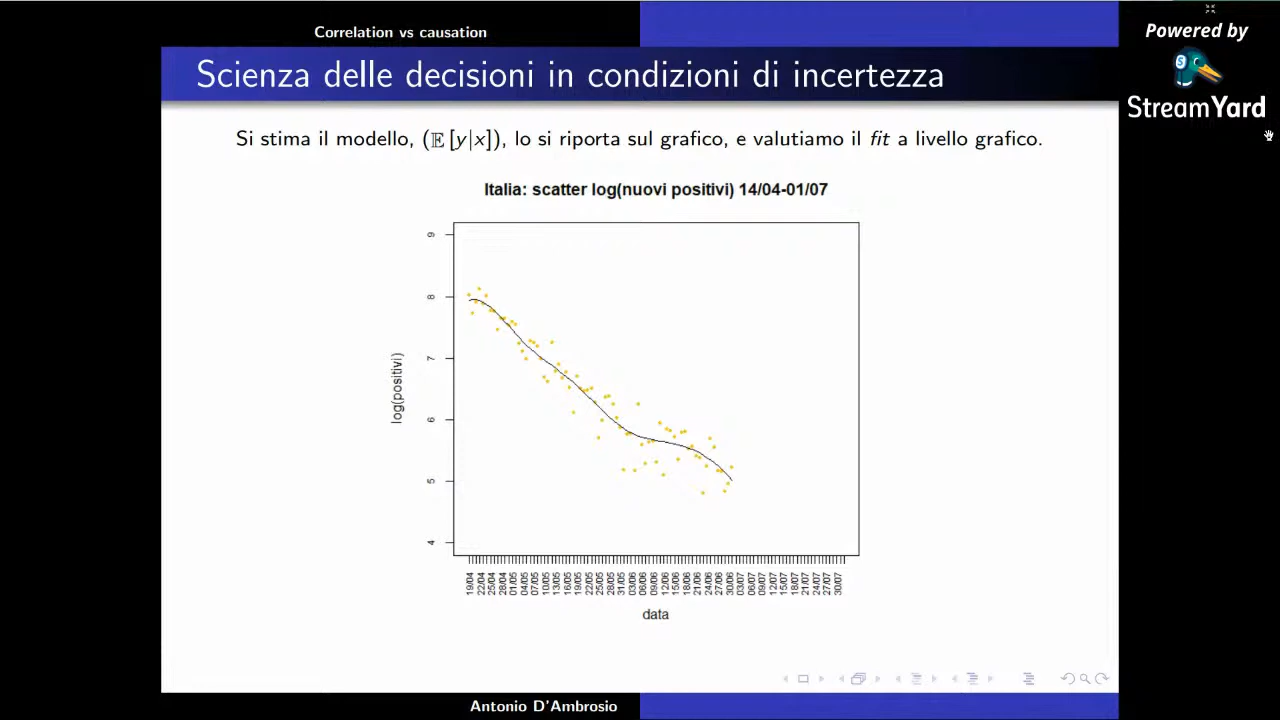 Correlation vs causation
Powered by
StreamYard
Scienza delle decisioni in condizioni di incertezza
Si stima il modello, (𝔼 [y|x]), lo si riporta sul grafico, e valutiamo il fit a livello grafico.
Italia: scatter log(nuovi positivi) 14/04-01/07
log(positivi)
9
8
7
6
5
4
19/04 22/04 25/04 28/04 01/05 04/05 07/05 10/05 13/05 16/05 19/05 22/05 25/05 28/05 31/05 03/06 06/06 09/06 12/06 15/06 18/06 21/06 24/06 27/06 30/06 03/07 06/07 09/07 12/07 15/07 18/07 21/07 24/07 27/07 30/07
data
Antonio D'Ambrosio